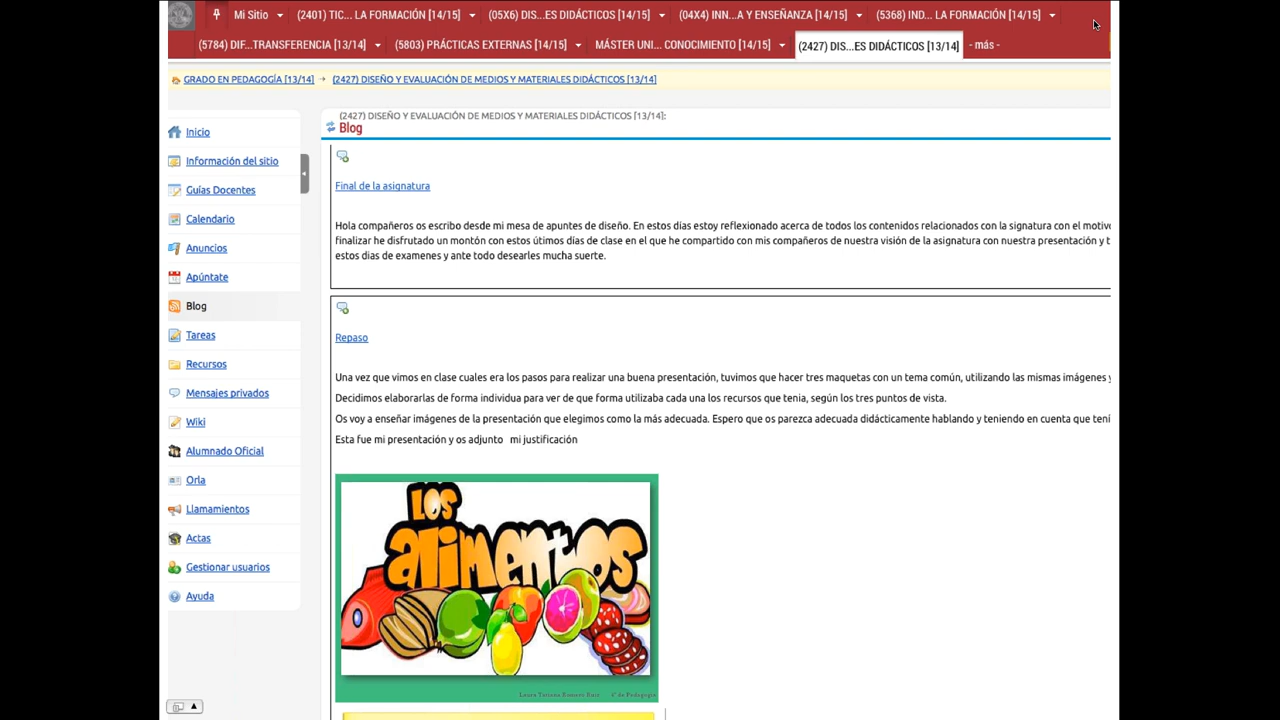 Mi Sitio
(2401) TIC... LA FORMACIÓN [14/15]
(05X6) DIS...ES DIDÁCTICOS [14/15]
(04X4) INN...A Y ENSEÑANZA [14/15]
(5368) IND... LA FORMACIÓN [14/15]
(5784) DIF...TRANSFERENCIA [13/14]
(5803) PRÁCTICAS EXTERNAS [14/15]
MÁSTER UNI... CONOCIMIENTO [14/15]
(2427) DIS...ES DIDÁCTICOS [13/14]
- más -
GRADO EN PEDAGOGÍA [13/14]
(2427) DISEÑO Y EVALUACIÓN DE MEDIOS Y MATERIALES DIDÁCTICOS [13/14]
Inicio
Información del sitio
Guías Docentes
Calendario
Anuncios
Apúntate
Blog
Tareas
Recursos
Mensajes privados
Wiki
Alumnado Oficial
Orla
Llamamientos
Actas
Gestionar usuarios
Ayuda
(2427) DISEÑO Y EVALUACIÓN DE MEDIOS Y MATERIALES DIDÁCTICOS [13/14]:
Blog
Final de la asignatura
Hola compañeros os escribo desde mi mesa de apuntes de diseño. En estos días estoy reflexionado acerca de todos los contenidos relacionados con la signatura con el motivo
finalizar he disfrutado un montón con estos útimos días de clase en el que he compartido con mis compañeros de nuestra visión de la asignatura con nuestra presentación y t
estos dias de examenes y ante todo desearles mucha suerte.
Repaso
Una vez que vimos en clase cuales era los pasos para realizar una buena presentación, tuvimos que hacer tres maquetas con un tema común, utilizando las mismas imágenes y
Decidimos elaborarlas de forma individua para ver de que forma utilizaba cada una los recursos que tenia, según los tres puntos de vista.
Os voy a enseñar imágenes de la presentación que elegimos como la más adecuada. Espero que os parezca adecuada didácticamente hablando y teniendo en cuenta que tení
Esta fue mi presentación y os adjunto mi justificación
Los
alimentos
Laura Tatiana Romero Ruiz 4º de Pedagogía